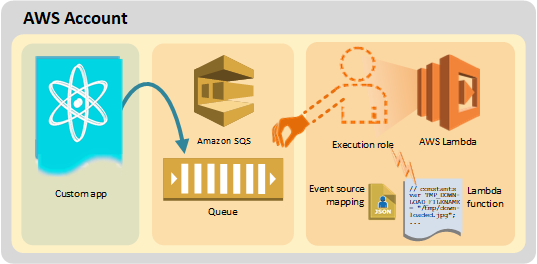 AWS Account
Custom app
Amazon SQS
Queue
Execution role
AWS Lambda
Event source
mapping
JSON
// constants
var TMP_DOWN-
LOAD_FILENAME
= "/tmp/down-
loaded.jpg";
...
Lambda
function